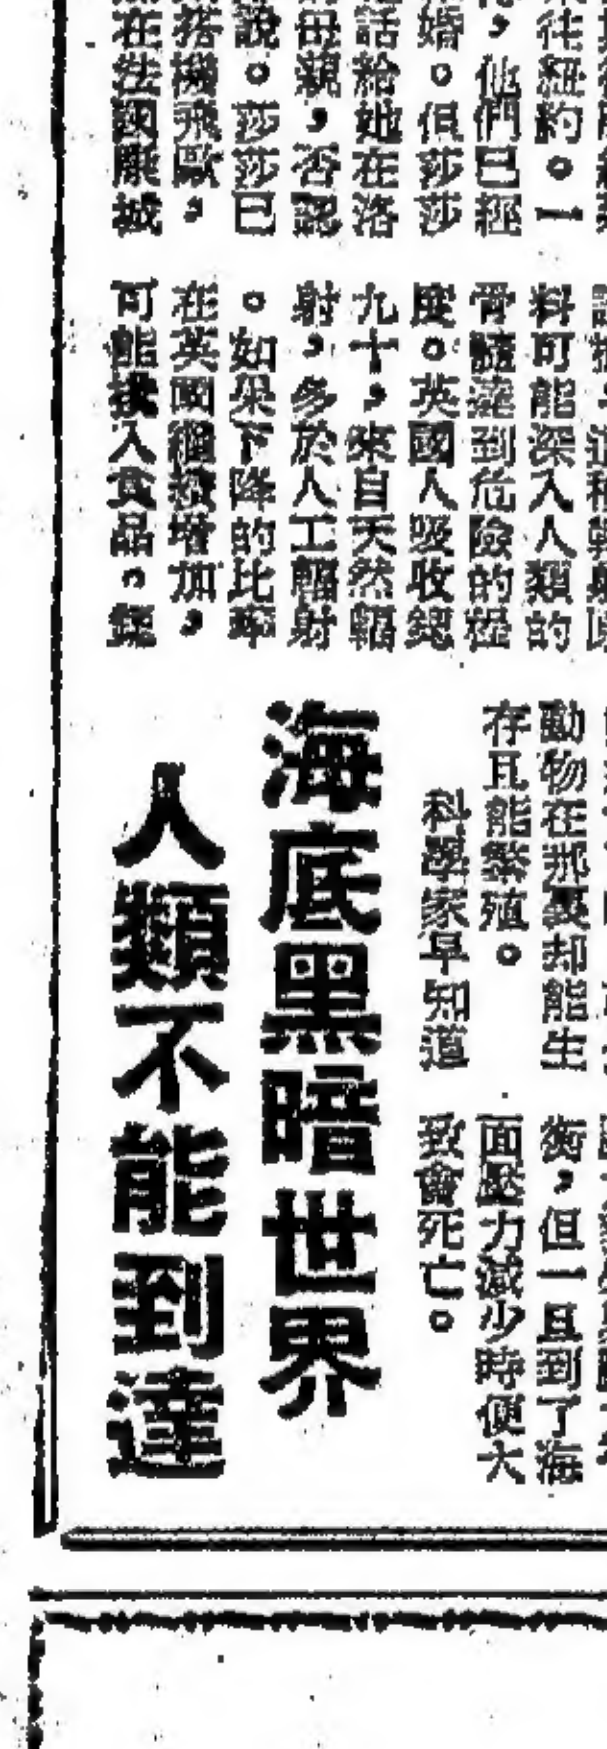 往紐約。一
，他們已經
婚。但莎莎
話給她在洛
母親，否認
說。莎莎已
搭機飛歐，
在法國康城
料可能深入人類的
骨髓達到危險的程
度。英國人吸收總
九十，來自天然輻
射，多於人工輻射
。如果下降的比率
在英國繼續增加，
可能摻入食品。鍶
動物在那裏却能生
存且能繁殖。
科學家早知道
衡，但一旦到了海
面壓力減少時便大
致會死亡。
海底黑暗世界
人類不能到達